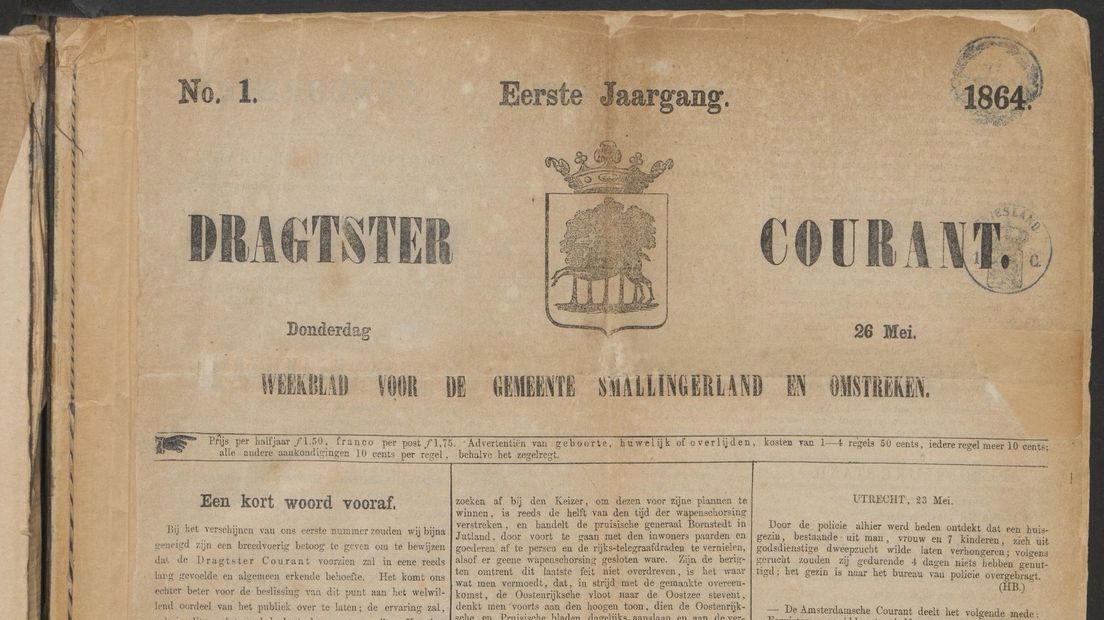 No. 1.
Eerste Jaargang.
1864.
DRAGTSTER COURANT.
FRIESLAND
1 C.
Donderdag
26 Mei.
WEEKBLAD VOOR DE GEMEENTE SMALLINGERLAND EN OMSTREKEN.
Prijs per halfjaar ƒ1,50, franco per post ƒ1,75. Advertentiën van geboorte, huwelijk of overlijden, kosten van 1—4 regels 50 cents, iedere regel meer 10 cents;
alle andere aankondigingen 10 cents per regel, behalve het zegelregt.
Een kort woord vooraf.
Bij het verschijnen van ons eerste nummer zouden wij bijna
geneigd zijn een breedvoerig betoog te geven om te bewijzen
dat de Dragtster Courant voorzien zal in eene reeds
lang gevoelde en algemeen erkende behoefte. Het komt ons
echter beter voor de beslissing van dit punt aan het welwil-
lend oordeel van het publiek over te laten; de ervaring zal,
zoeken af bij den Keizer, om dezen voor zijne plannen te
winnen, is reeds de helft van den tijd der wapenschorsing
verstreken, en handelt de pruisische generaal Bornstedt in
Jutland, door voort te gaan met den inwoners paarden en
goederen af te persen en de rijks-telegraafdraden te vernielen,
alsof er geene wapenschorsing gesloten ware. Zijn de berig-
ten omtrent dit laatste feit niet overdreven, is het waar
wat men vermoedt, dat, in strijd met de gemaakte overeen-
komst, de Oostenrijksche vloot naar de Oostzee stevent,
denkt men voorts aan den hoogen toon, dien de Oostenrijk-
sche en Pruisische bladen dagelijks aanslaan en aan de ver-
UTRECHT, 23 Mei.
Door de policie alhier werd heden ontdekt dat een huis-
gezin, bestaande uit man, vrouw en 7 kinderen, zich uit
godsdienstige dweepzucht wilde laten verhongeren; volgens
gerucht zouden zij gedurende 4 dagen niets hebben genut-
tigd; het gezin is naar het bureau van policie overgebragt.
(HB.)
— De Amsterdamsche Courant deelt het volgende mede: